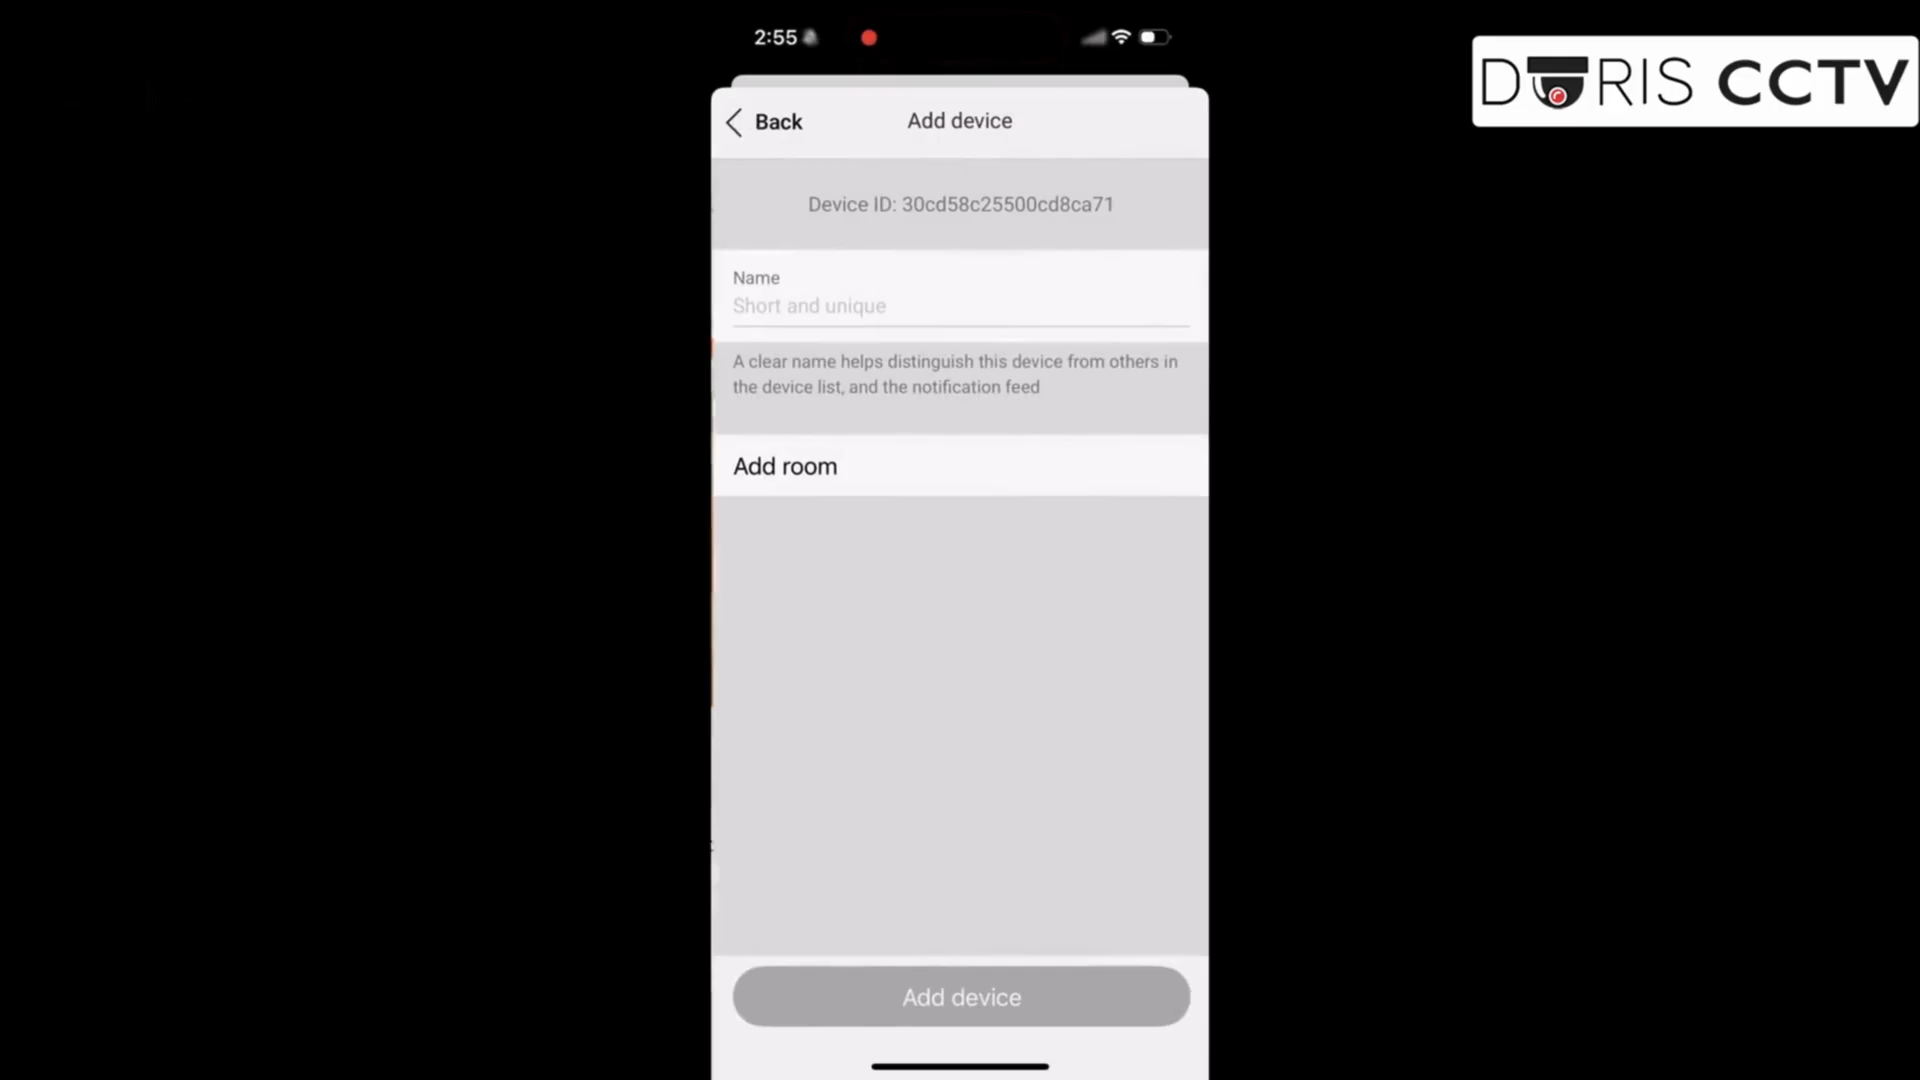 2:55
DORIS CCTV
Back
Add device
Device ID: 30cd58c25500cd8ca71
Name
Short and unique
A clear name helps distinguish this device from others in
the device list, and the notification feed
Add room
Add device